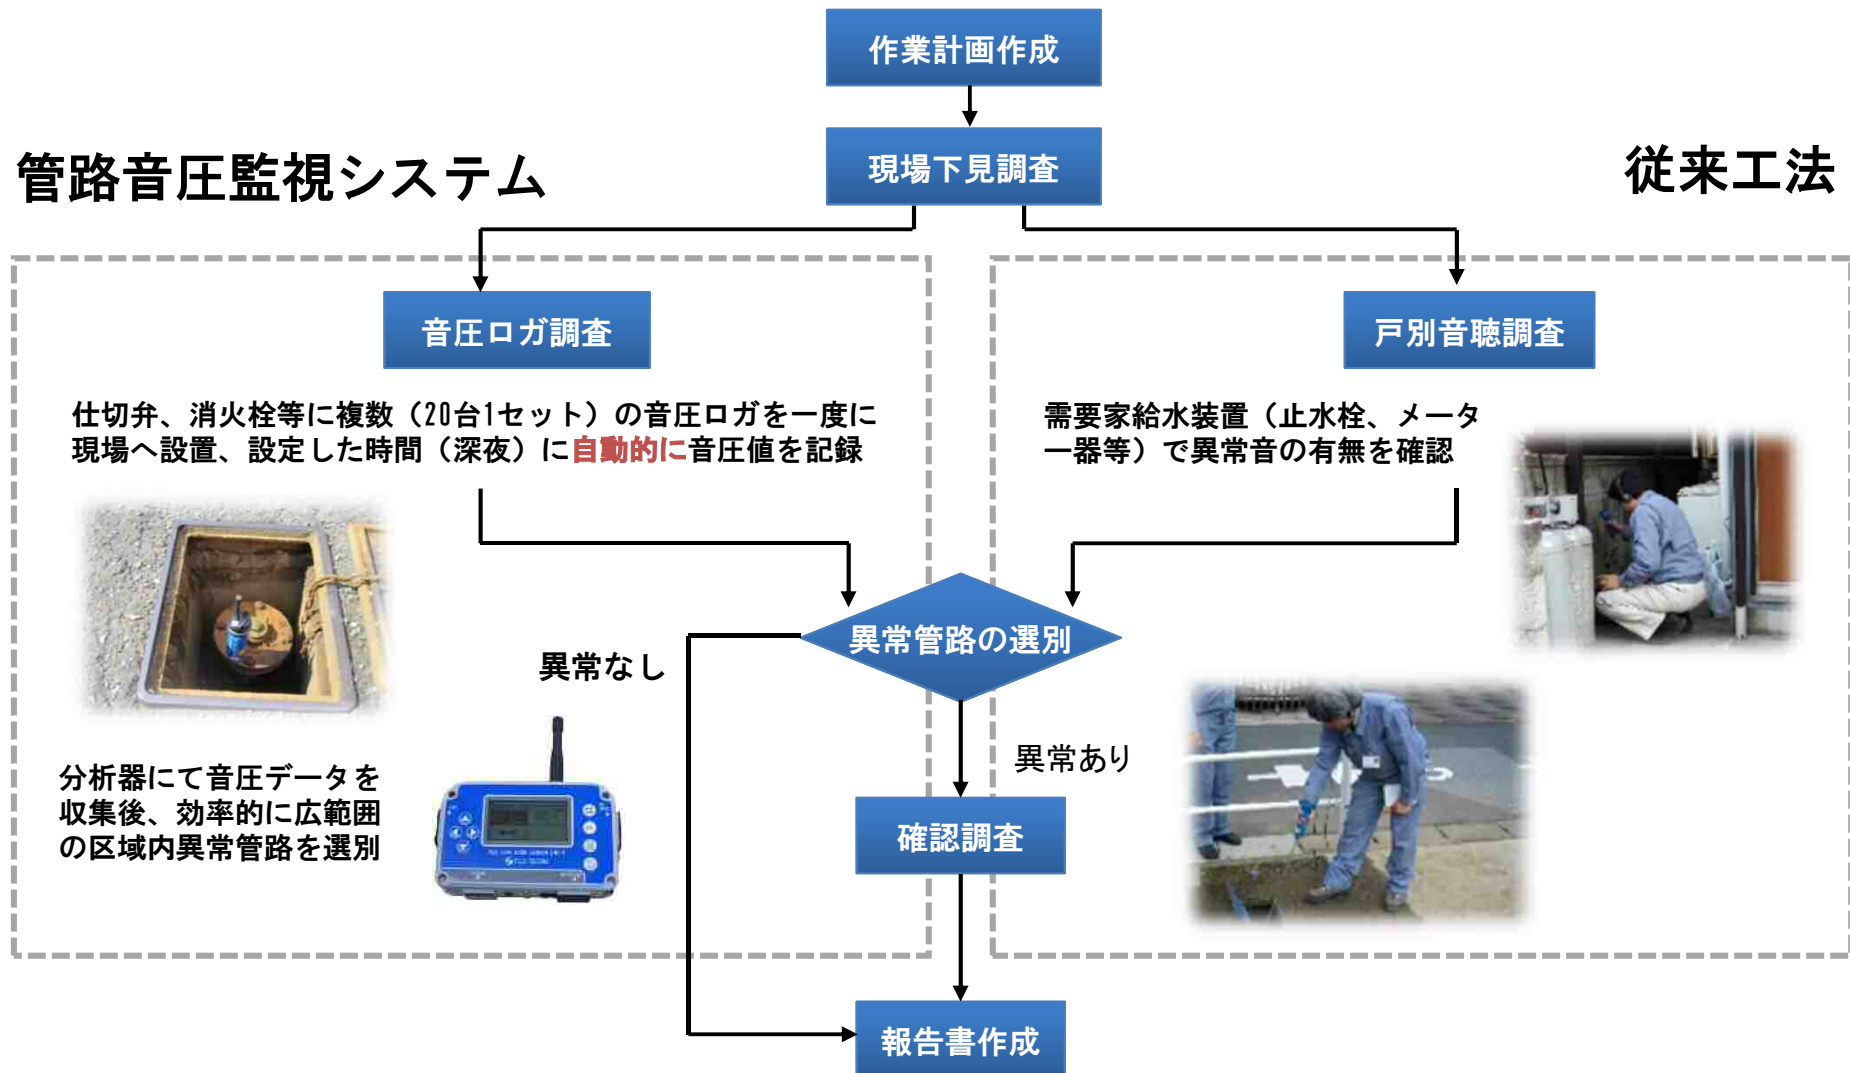 作業計画作成
現場下見調査
管路音圧監視システム
従来工法
音圧ロガ調査
戸別音聴調査
仕切弁、消火栓等に複数（20台1セット）の音圧ロガを一度に
現場へ設置、設定した時間（深夜）に自動的に音圧値を記録
需要家給水装置（止水栓、メータ
ー器等）で異常音の有無を確認
異常管路の選別
異常なし
異常あり
分析器にて音圧データを
収集後、効率的に広範囲
の区域内異常管路を選別
確認調査
報告書作成